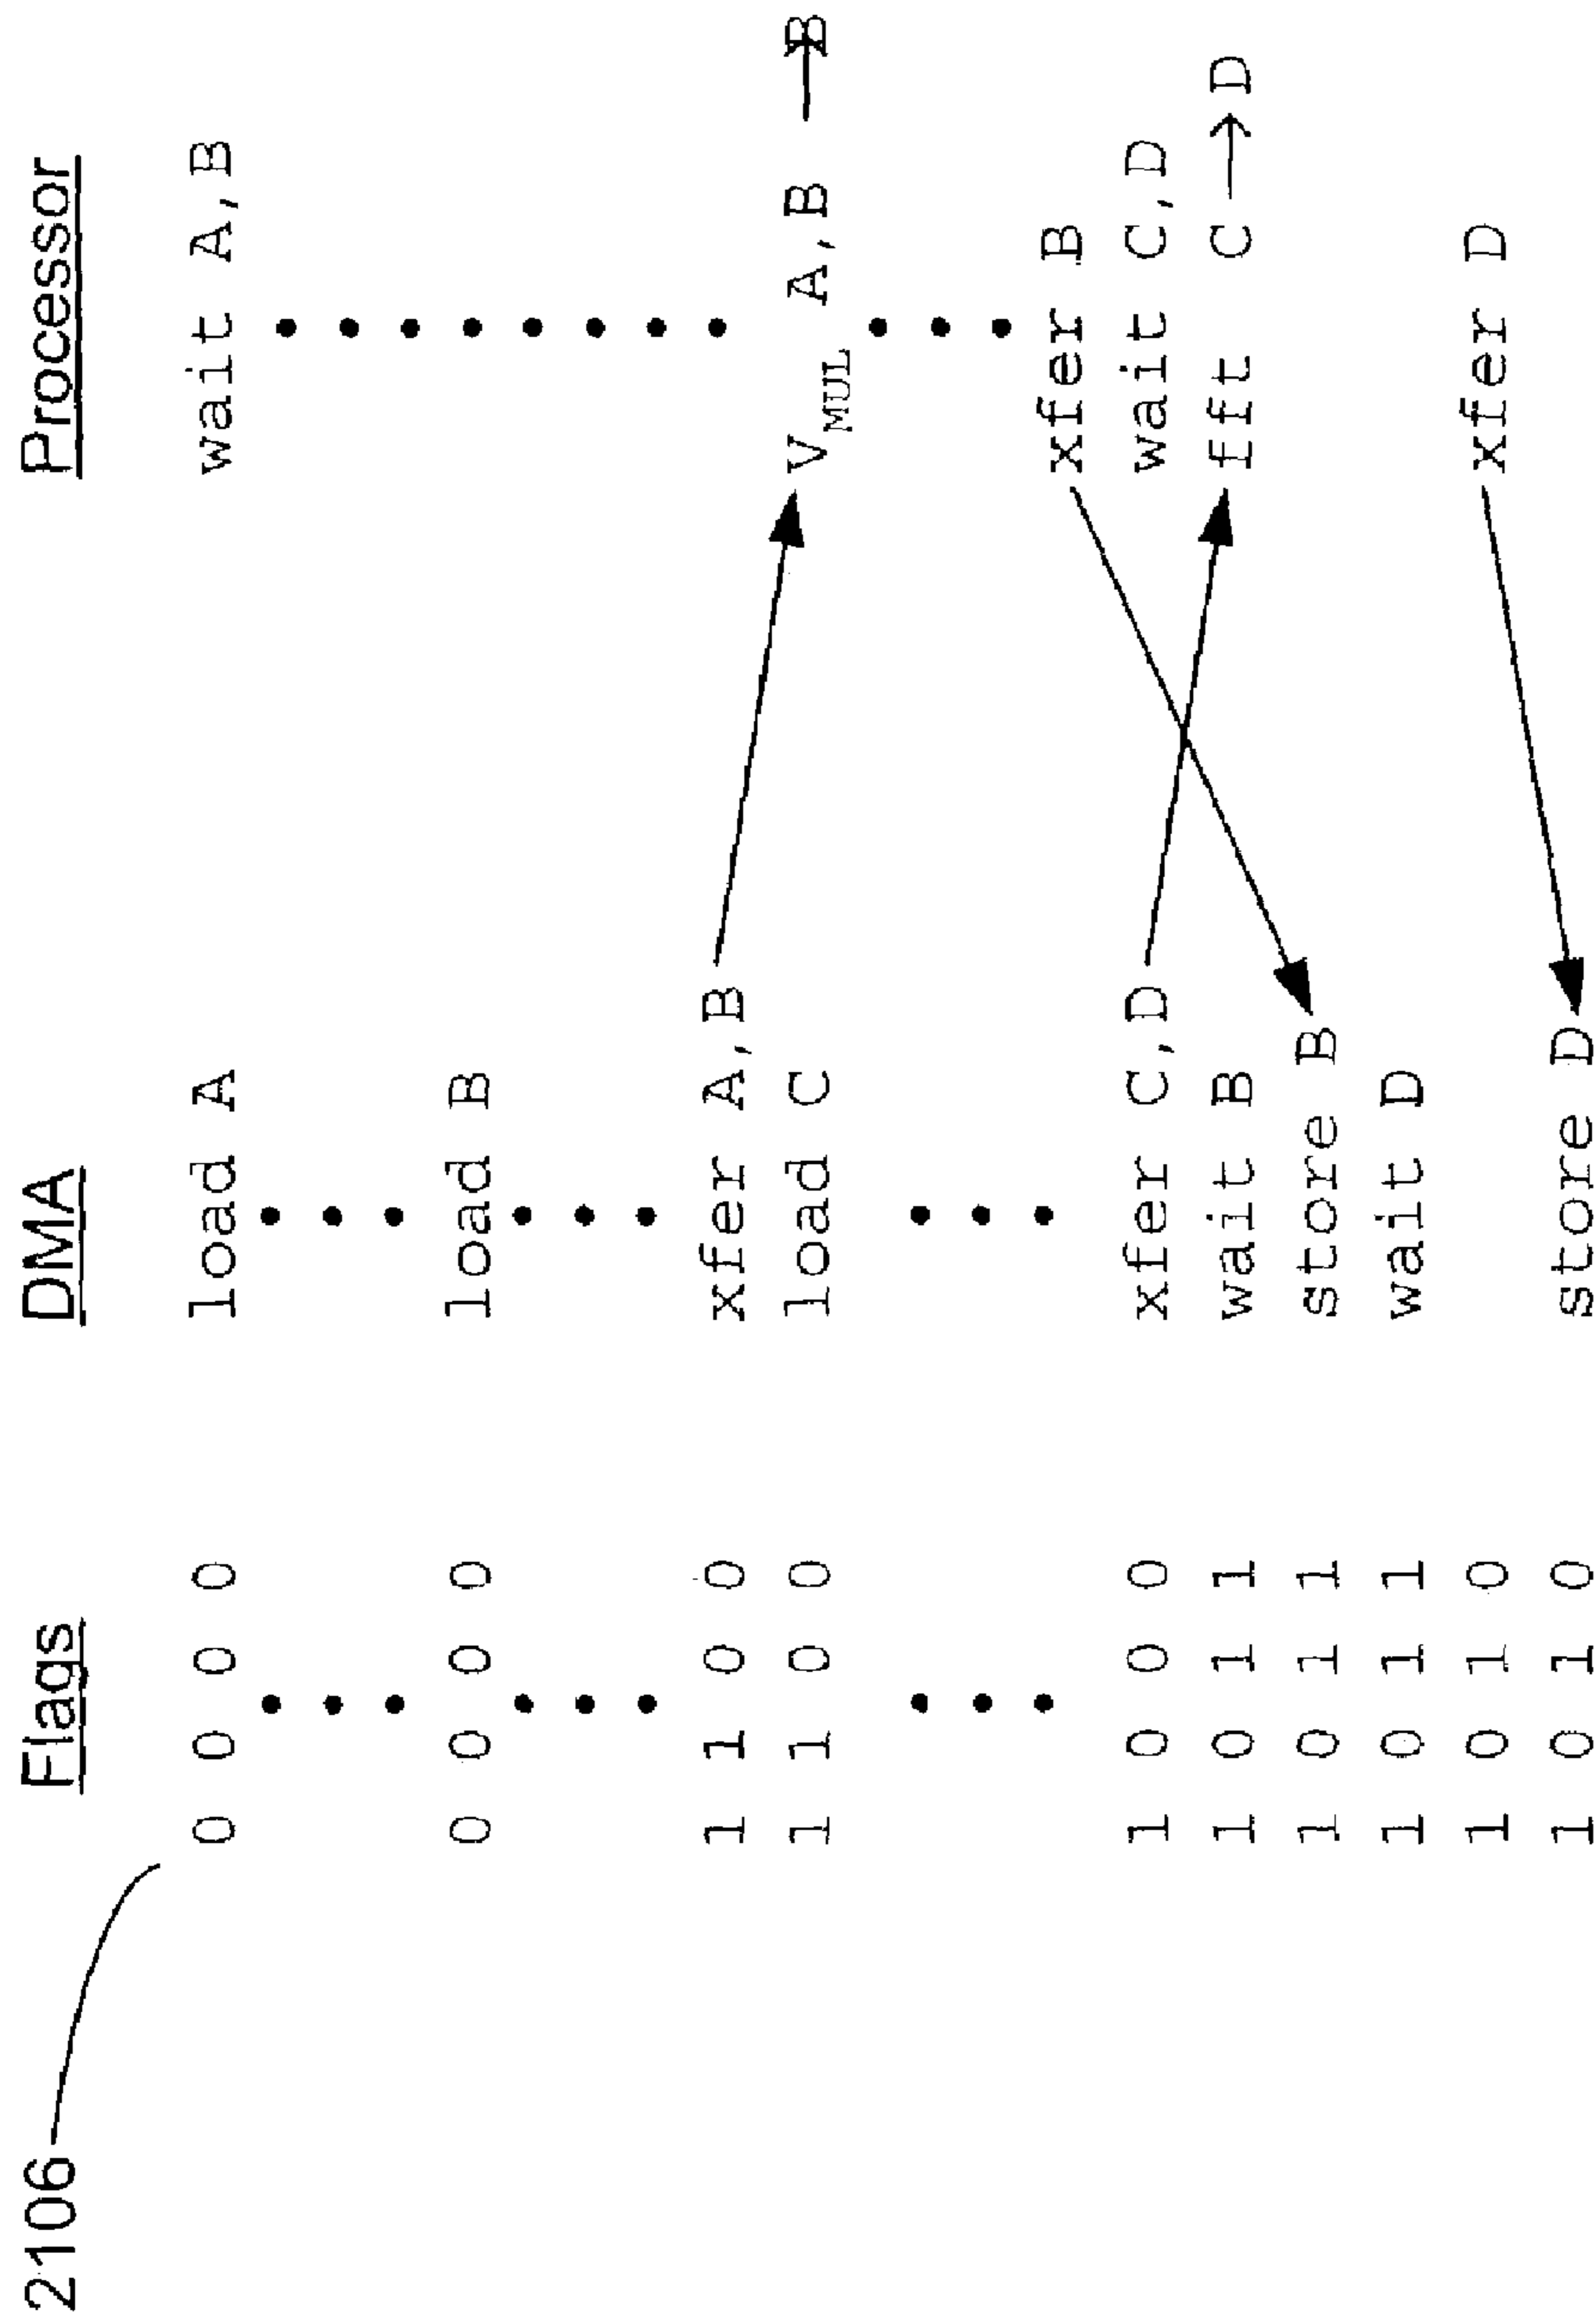 2106 Flags DMA Processor
0 0 0 0 load A wait A,B
0 0 0 0 load B
1 1 0 0 xfer A,B
1 1 0 0 load C VMUL A,B → B
xfer B
1 0 0 0 xfer C,D wait C,D
1 0 1 1 wait B fft C → D
1 0 1 1 store B
1 0 1 1 wait D
1 0 1 0 xfer D
1 0 1 0 store D